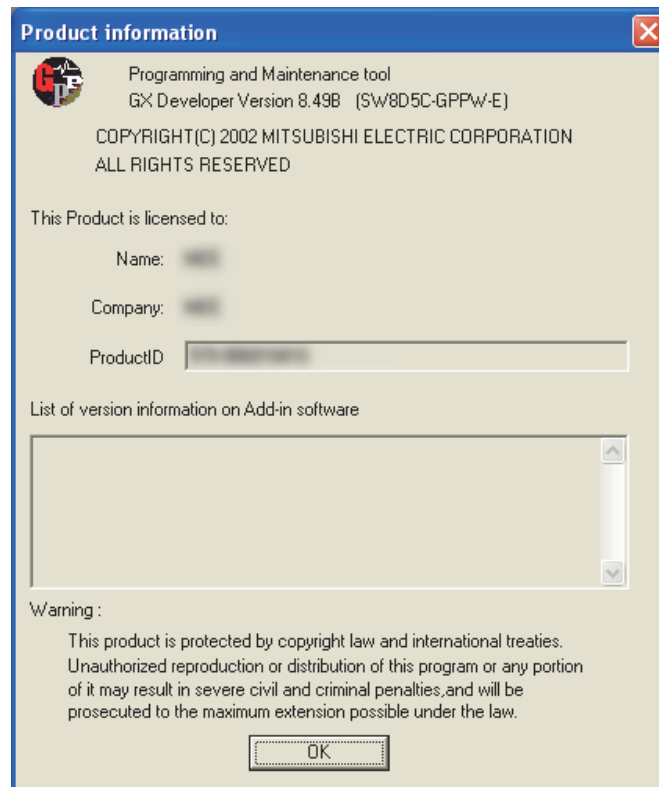 Product information
GPP
Programming and Maintenance tool
GX Developer Version 8.49B (SW8D5C-GPPW-E)
COPYRIGHT(C) 2002 MITSUBISHI ELECTRIC CORPORATION
ALL RIGHTS RESERVED
This Product is licensed to:
Name:
Company:
ProductID
List of version information on Add-in software
Warning :
This product is protected by copyright law and international treaties.
Unauthorized reproduction or distribution of this program or any portion
of it may result in severe civil and criminal penalties,and will be
prosecuted to the maximum extension possible under the law.
OK